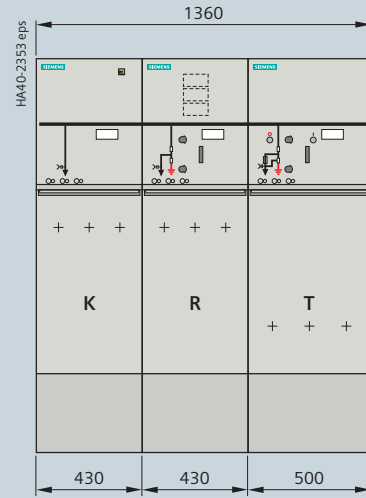 1360
HA40-2353 eps
SIEMENS SIEMENS SIEMENS
K R T
430 430 500